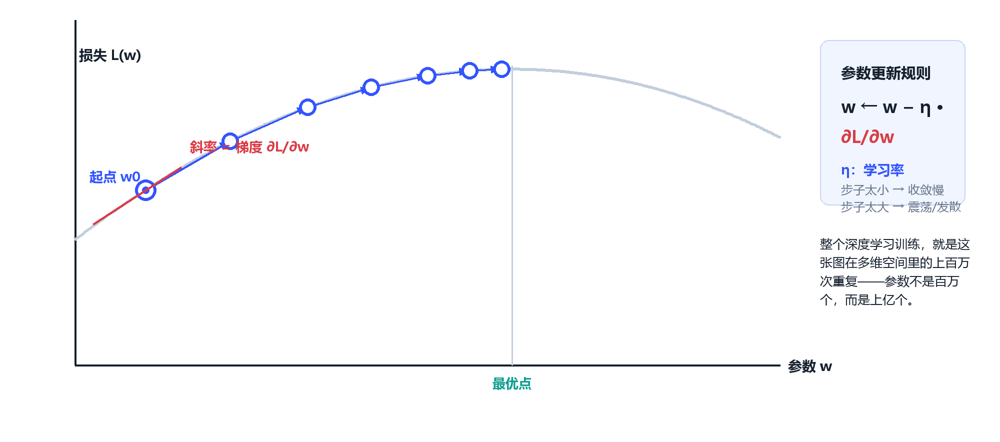 损失 L(w)
斜率 = 梯度 ∂L/∂w
起点 w0
参数 w
最优点
参数更新规则
w ← w − η •
∂L/∂w
η：学习率
步子太小 → 收敛慢
步子太大 → 震荡/发散
整个深度学习训练，就是这
张图在多维空间里的上百万
次重复——参数不是百万
个，而是上亿个。